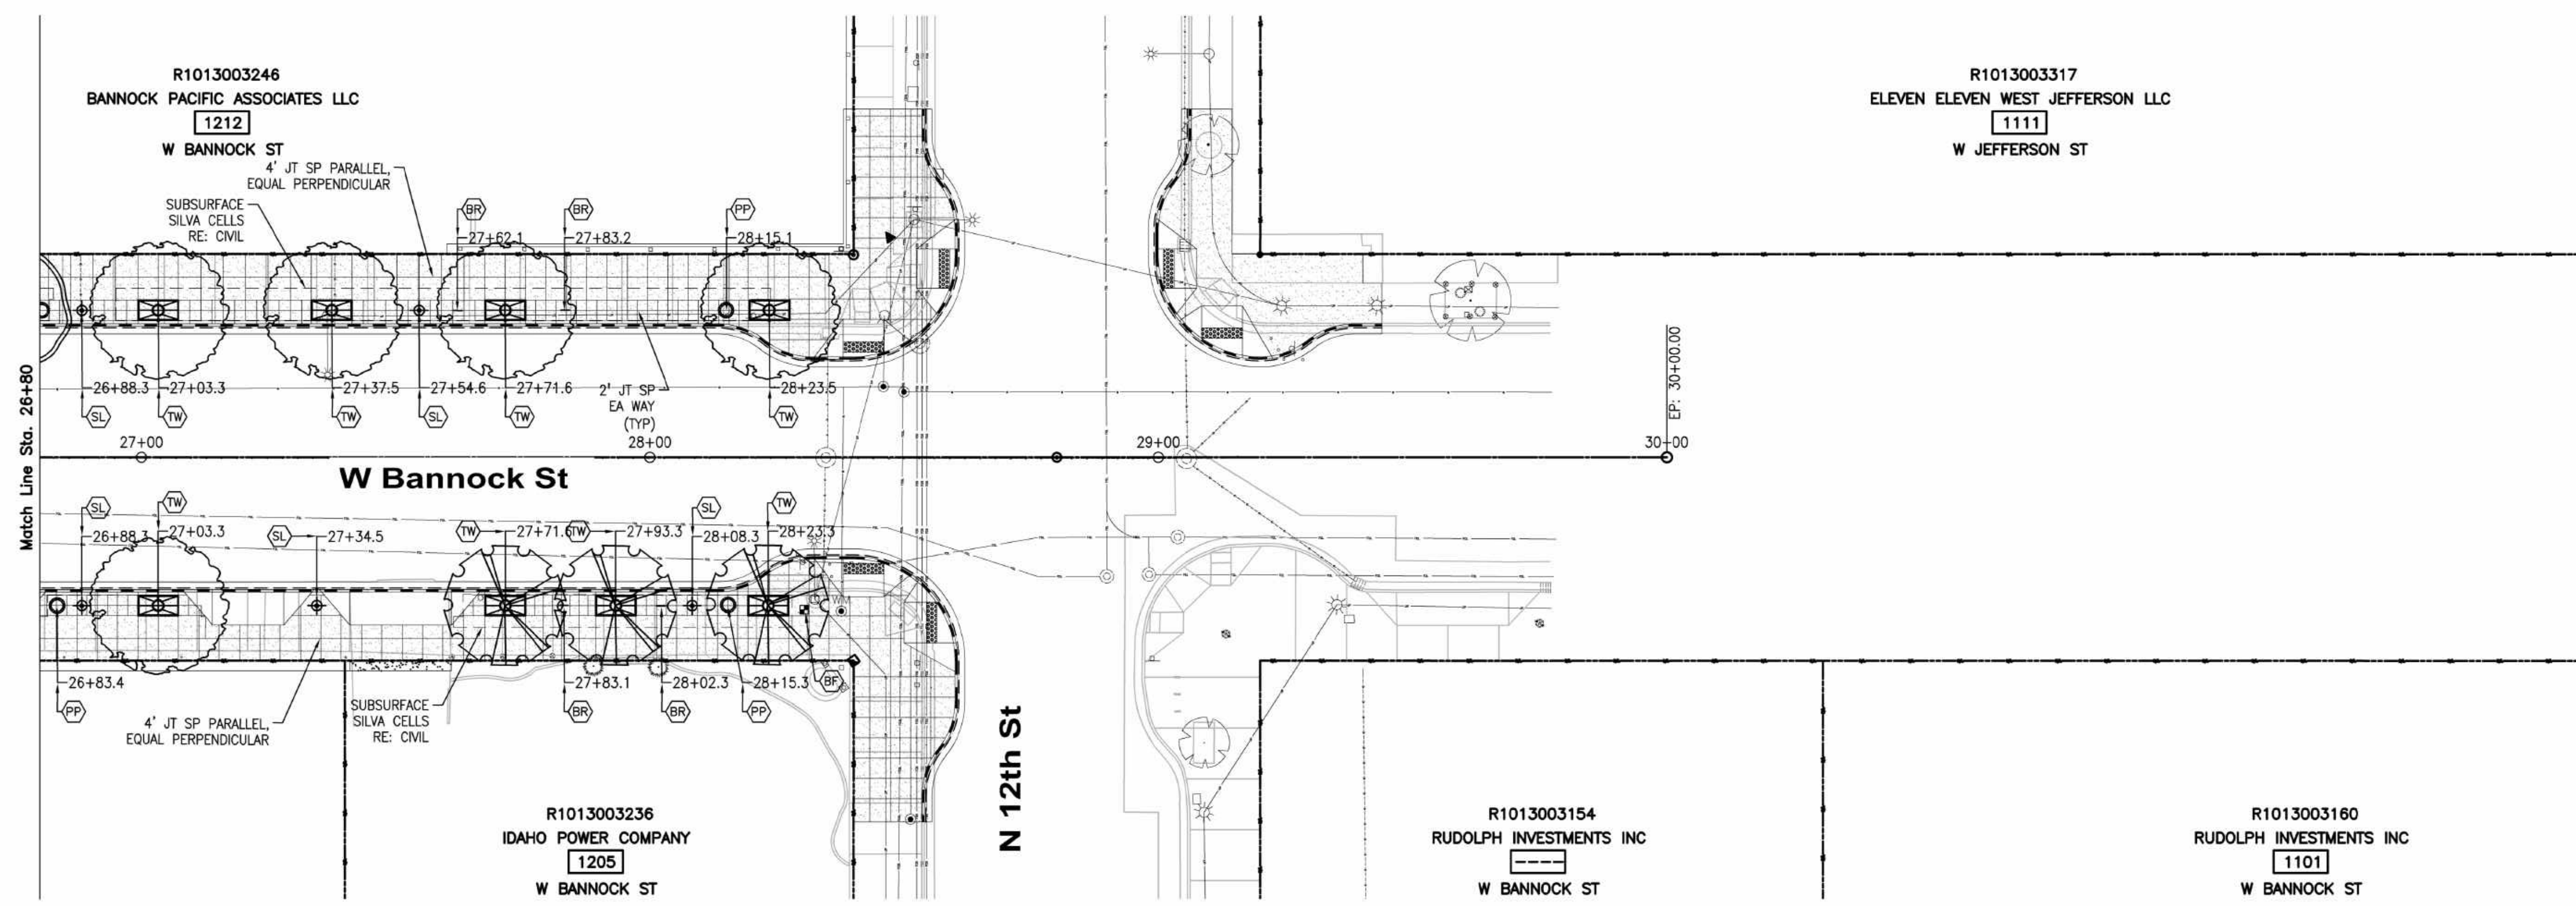 R1013003246
BANNOCK PACIFIC ASSOCIATES LLC
1212
W BANNOCK ST
4' JT SP PARALLEL,
EQUAL PERPENDICULAR
SUBSURFACE
SILVA CELLS
RE: CIVIL
BR
BR
PP
27+62.1
27+83.2
28+15.1
R1013003317
ELEVEN ELEVEN WEST JEFFERSON LLC
1111
W JEFFERSON ST
26+88.3
27+03.3
27+37.5
27+54.6
27+71.6
28+23.5
SL
TW
TW
SL
TW
TW
2' JT SP
EA WAY
(TYP)
Match Line Sta. 26+80
27+00
28+00
29+00
30+00
EP: 30+00.00
W Bannock St
SL
TW
SL
TW
TW
SL
TW
26+88.3
27+03.3
27+34.5
27+71.6
27+93.3
28+08.3
28+23.3
WM
26+83.4
27+83.1
28+02.3
28+15.3
BF
PP
BR
BR
PP
4' JT SP PARALLEL,
EQUAL PERPENDICULAR
SUBSURFACE
SILVA CELLS
RE: CIVIL
N 12th St
R1013003236
IDAHO POWER COMPANY
1205
W BANNOCK ST
R1013003154
RUDOLPH INVESTMENTS INC
----
W BANNOCK ST
R1013003160
RUDOLPH INVESTMENTS INC
1101
W BANNOCK ST